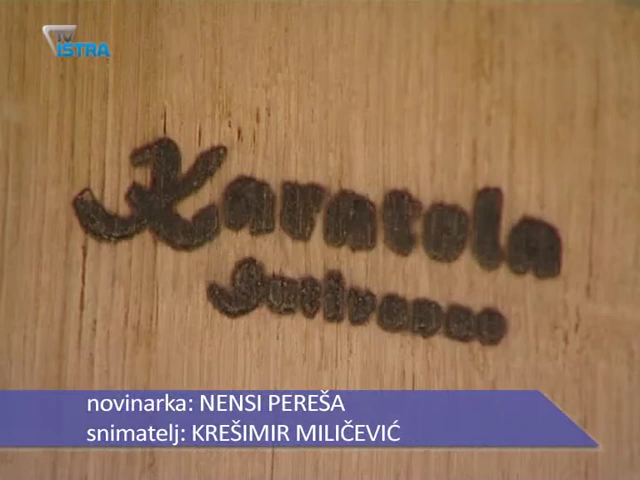 TV
ISTRA
Karatela
novinarka: NENSI PEREŠA
snimatelj: KREŠIMIR MILIČEVIĆ